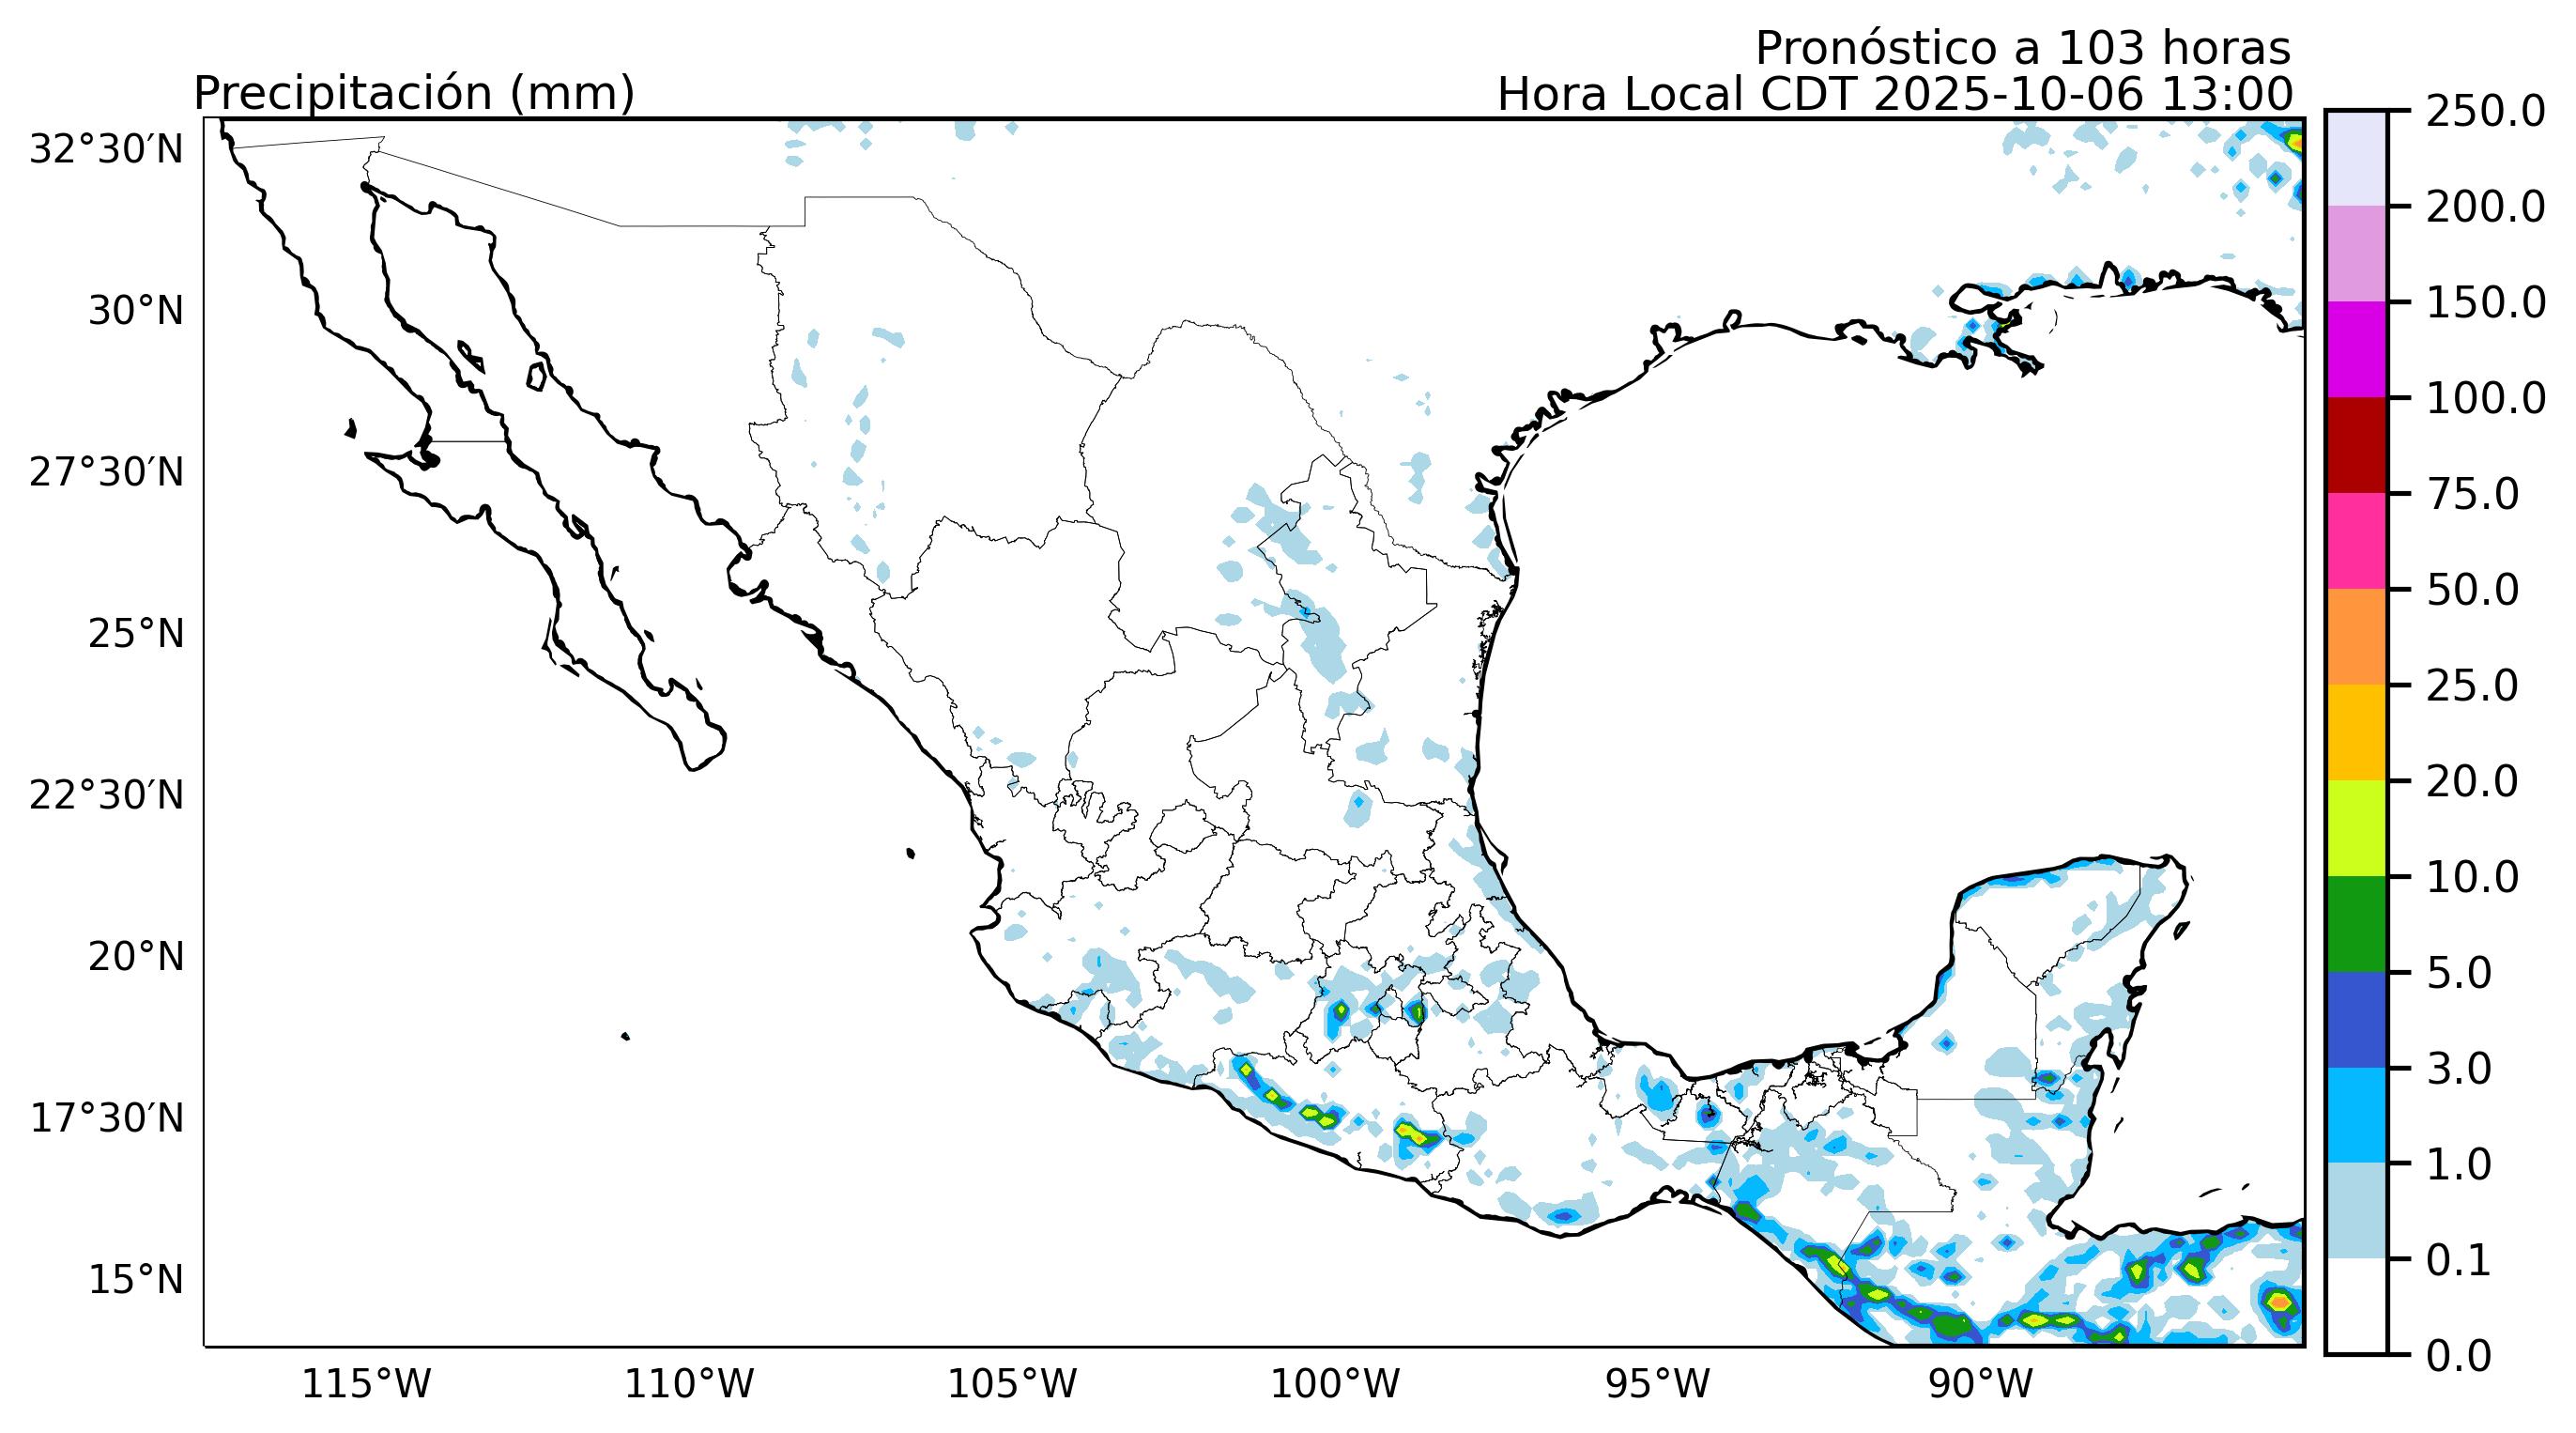 Pronóstico a 103 horas
Precipitación (mm)
Hora Local CDT 2025-10-06 13:00
32°30′N
30°N
27°30′N
25°N
22°30′N
20°N
17°30′N
15°N
115°W
110°W
105°W
100°W
95°W
90°W
250.0
200.0
150.0
100.0
75.0
50.0
25.0
20.0
10.0
5.0
3.0
1.0
0.1
0.0